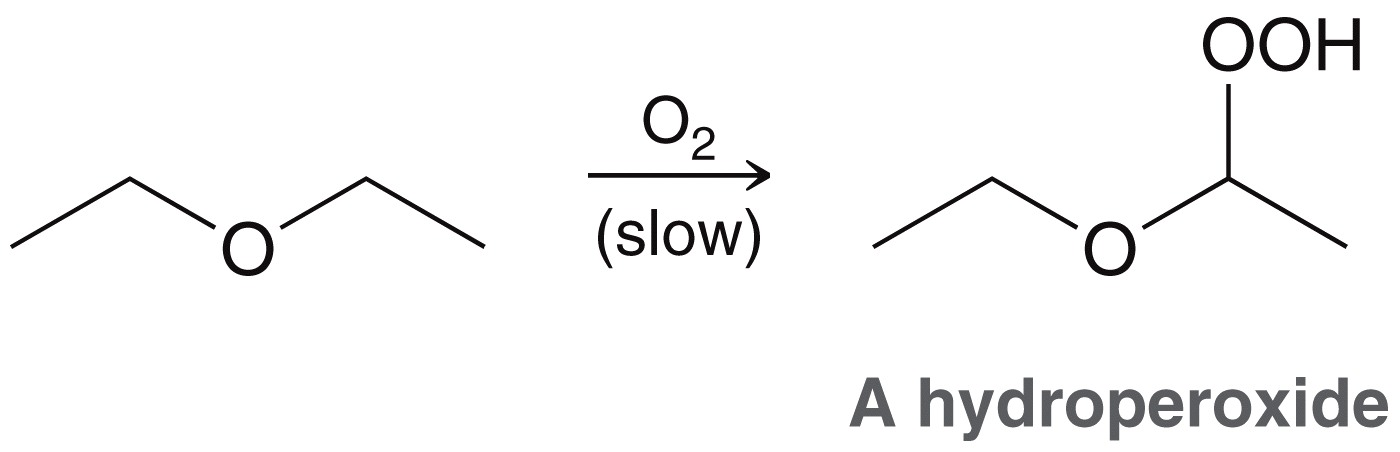 OOH
O₂
(slow)
O
O
A hydroperoxide